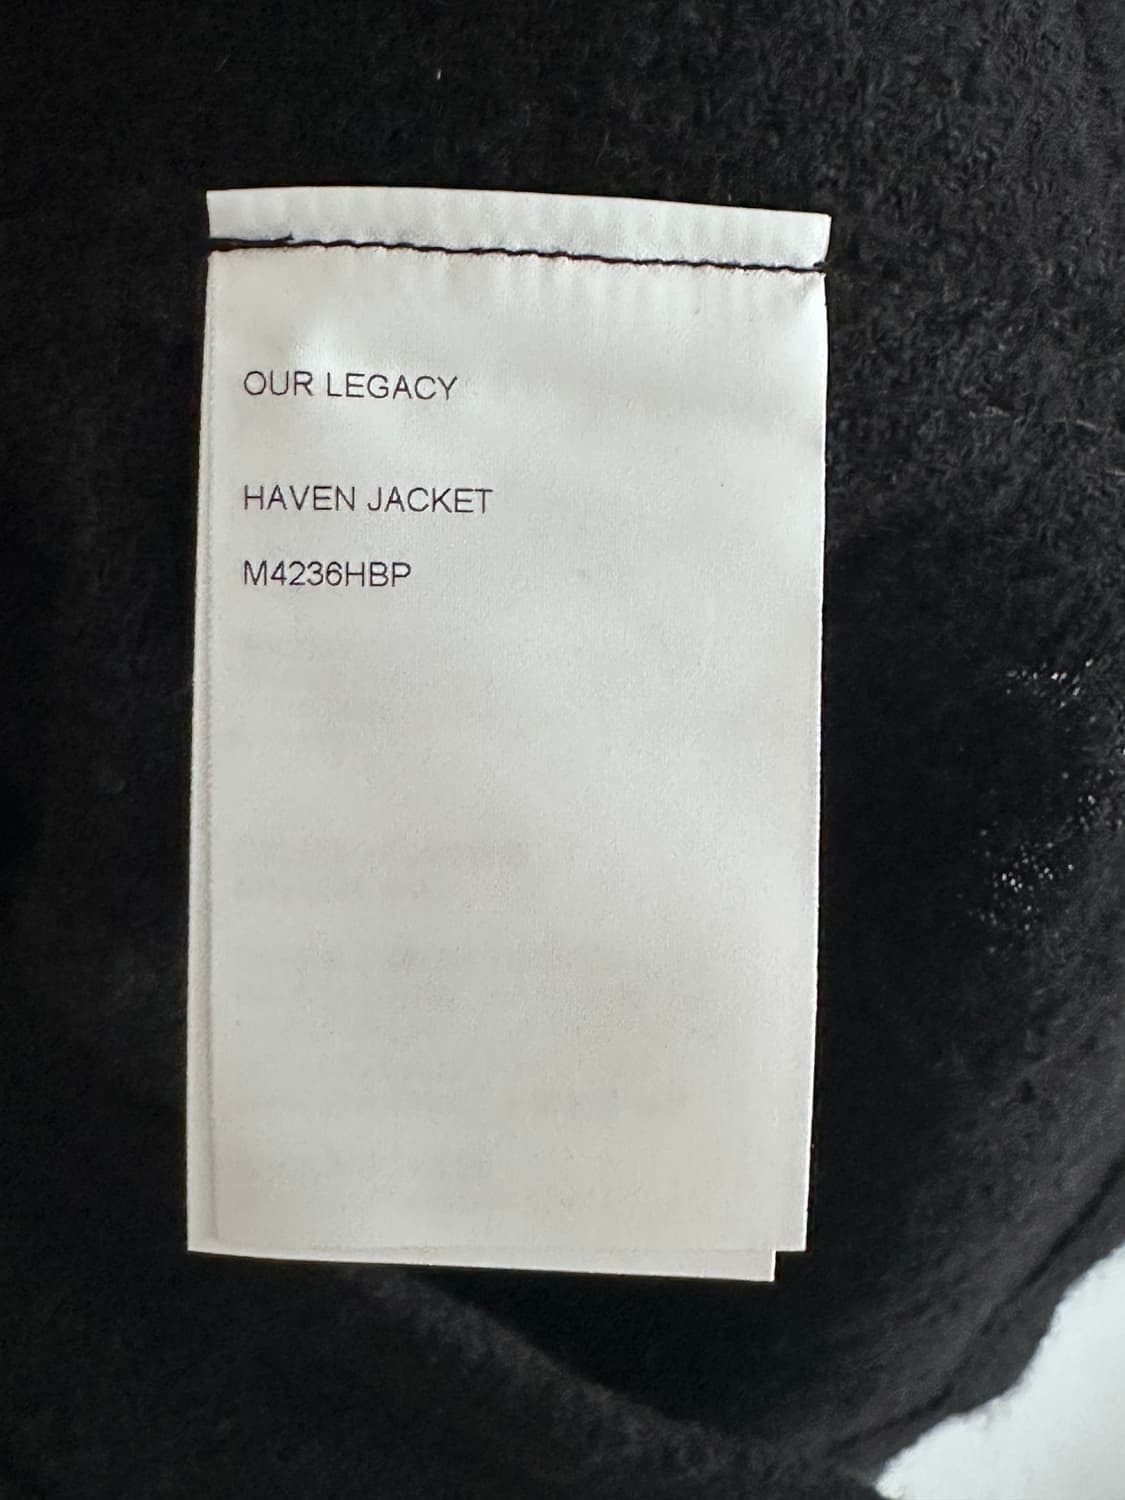 OUR LEGACY
HAVEN JACKET
M4236HBP